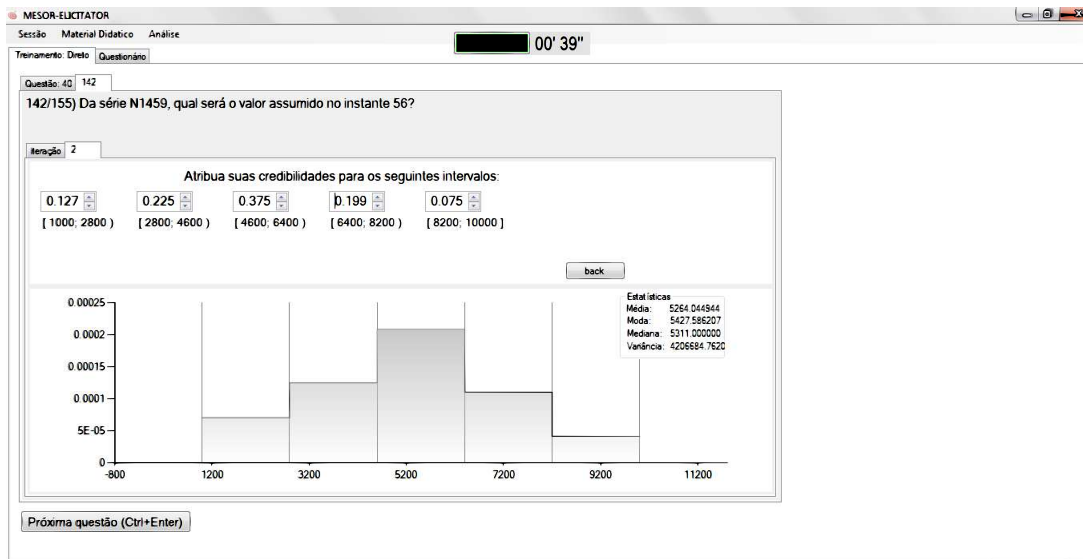 MESOR-ELICITATOR
Sessão Material Didatico Análise
00' 39"
Treinamento: Direto Questionário
Questão: 40 142
142/155) Da série N1459, qual será o valor assumido no instante 56?
Iteração 2
Atribua suas credibilidades para os seguintes intervalos:
0.127 0.225 0.375 0.199 0.075
[ 1000; 2800 ) [ 2800; 4600 ) [ 4600; 6400 ) [ 6400; 8200 ) [ 8200; 10000 ]
back
Estatísticas
Média: 5264.044944
Moda: 5427.586207
Mediana: 5311.000000
Variância: 4206684.7620
0.00025
0.0002
0.00015
0.0001
5E-05
0
-800 1200 3200 5200 7200 9200 11200
Próxima questão (Ctrl+Enter)